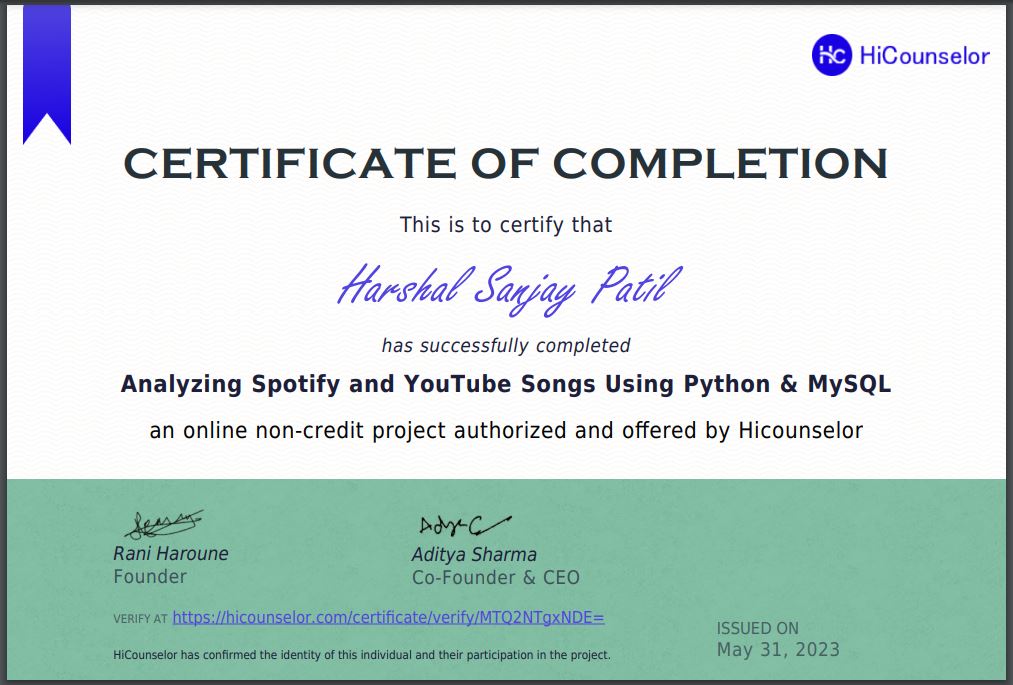 Hc HiCounselor
CERTIFICATE OF COMPLETION
This is to certify that
Harshal Sanjay Patil
has successfully completed
Analyzing Spotify and YouTube Songs Using Python & MySQL
an online non-credit project authorized and offered by Hicounselor
Rani Haroune
Founder
Aditya Sharma
Co-Founder & CEO
VERIFY AT https://hicounselor.com/certificate/verify/MTQ2NTgxNDE=
HiCounselor has confirmed the identity of this individual and their participation in the project.
ISSUED ON
May 31, 2023